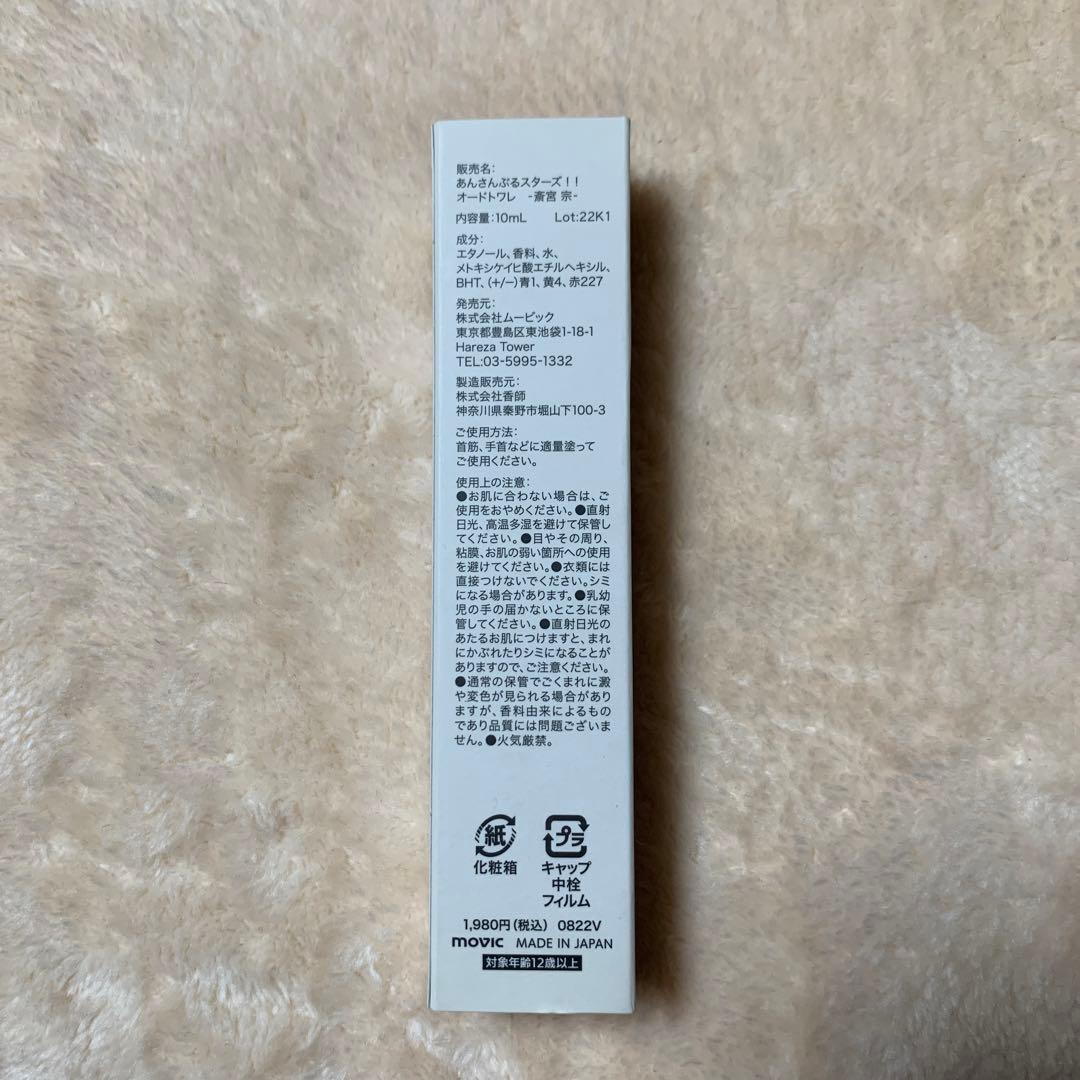 販売名:
あんさんぶるスターズ!!
オードトワレ -斎宮 宗-
内容量:10mL Lot:22K1
成分:
エタノール、香料、水、
メトキシケイヒ酸エチルヘキシル、
BHT、(+/−)青1、黄4、赤227
発売元:
株式会社ムービック
東京都豊島区東池袋1-18-1
Hareza Tower
TEL:03-5995-1332
製造販売元:
株式会社香師
神奈川県秦野市堀山下100-3
ご使用方法:
首筋、手首などに適量塗って
ご使用ください。
使用上の注意:
●お肌に合わない場合は、ご
使用をおやめください。●直射
日光、高温多湿を避けて保管し
てください。●目やその周り、
粘膜、お肌の弱い箇所への使用
を避けてください。●衣類には
直接つけないでください。シミ
になる場合があります。●乳幼
児の手の届かないところに保
管してください。●直射日光の
あたるお肌につけますと、まれ
にかぶれたりシミになることが
ありますので、ご注意ください。
●通常の保管でごくまれに澱
や変色が見られる場合があり
ますが、香料由来によるもの
であり品質には問題ございま
せん。●火気厳禁。
紙 プラ
化粧箱 キャップ
中栓
フィルム
1,980円(税込) 0822V
movic MADE IN JAPAN
対象年齢12歳以上